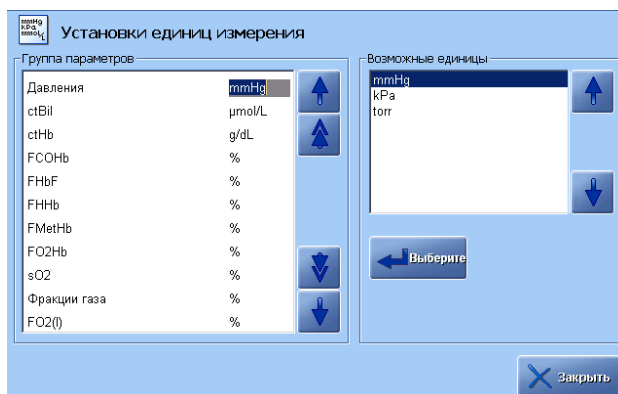 mmHg
kPa
mmol/L
Установки единиц измерения
Группа параметров
Давления mmHg
ctBil µmol/L
ctHb g/dL
FCOHb %
FHbF %
FHHb %
FMetHb %
FO2Hb %
sO2 %
Фракции газа %
FO2(I) %
Возможные единицы
mmHg
kPa
torr
Выберите
Закрыть